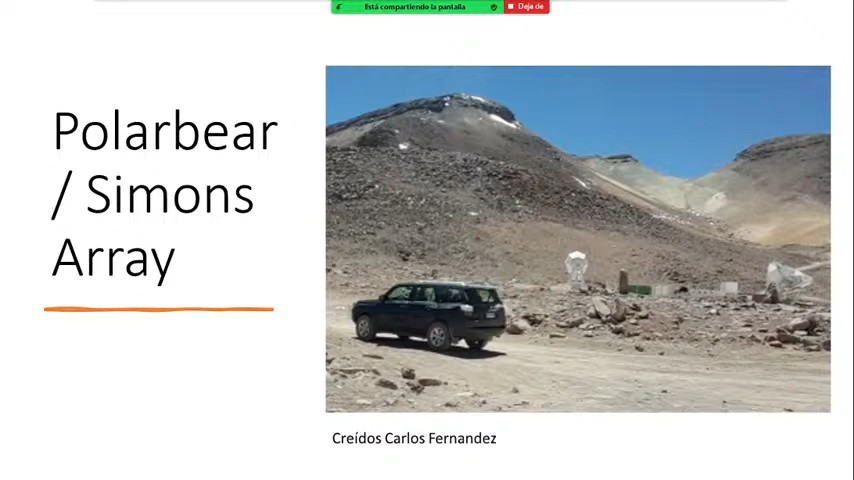 Está compartiendo la pantalla
Deja de
Polarbear
/ Simons
Array
Creídos Carlos Fernandez